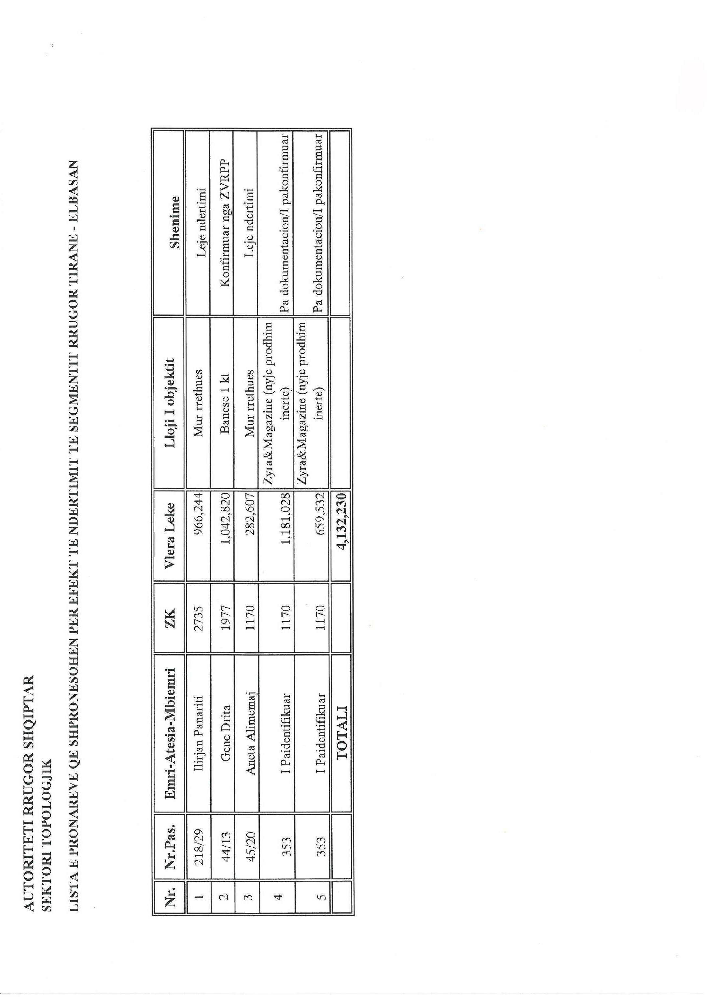 AUTORITETI RRUGOR SHQIPTAR
SEKTORI TOPOLOGJIK
LISTA E PRONAREVE QE SHPRONESOHEN PER EFEKT TE NDERTIMIT TE SEGMENTIT RRUGOR TIRANE - ELBASAN
Nr. Nr.Pas. Emri-Atesia-Mbiemri ZK Vlera Leke Lloji I objektit Shenime
1 218/29 Ilirjan Panariti 2735 966,244 Mur rrethues Leje ndertimi
2 44/13 Genc Drita 1977 1,042,820 Banese 1 kt Konfirmuar nga ZVRPP
3 45/20 Aneta Alimemaj 1170 282,607 Mur rrethues Leje ndertimi
4 353 I Paidentifikuar 1170 1,181,028 Zyra&Magazine (nyje prodhim
inerte) Pa dokumentacion/I pakonfirmuar
5 353 I Paidentifikuar 1170 659,532 Zyra&Magazine (nyje prodhim
inerte) Pa dokumentacion/I pakonfirmuar
TOTALI 4,132,230